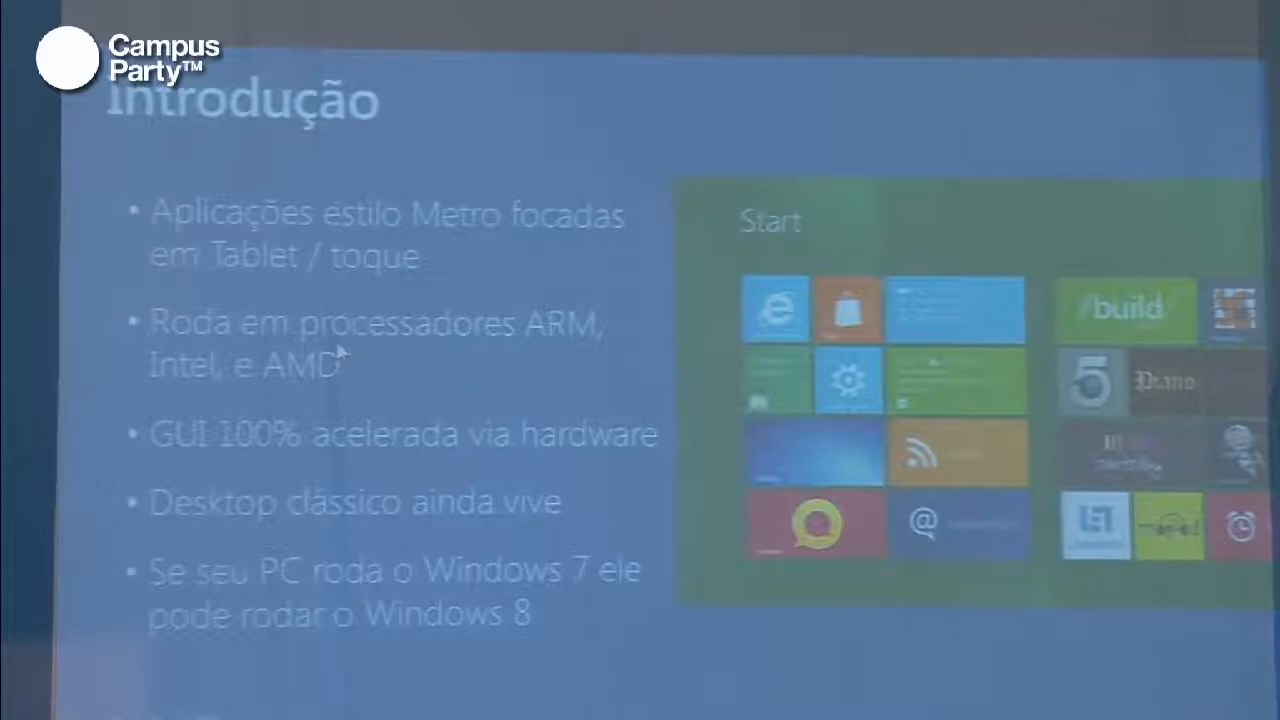 Campus
Party™
Introdução
• Aplicações estilo Metro focadas
em Tablet / toque
• Roda em processadores ARM,
Intel, e AMD
• GUI 100% acelerada via hardware
• Desktop clássico ainda vive
• Se seu PC roda o Windows 7 ele
pode rodar o Windows 8
Start
//build
5
Piano